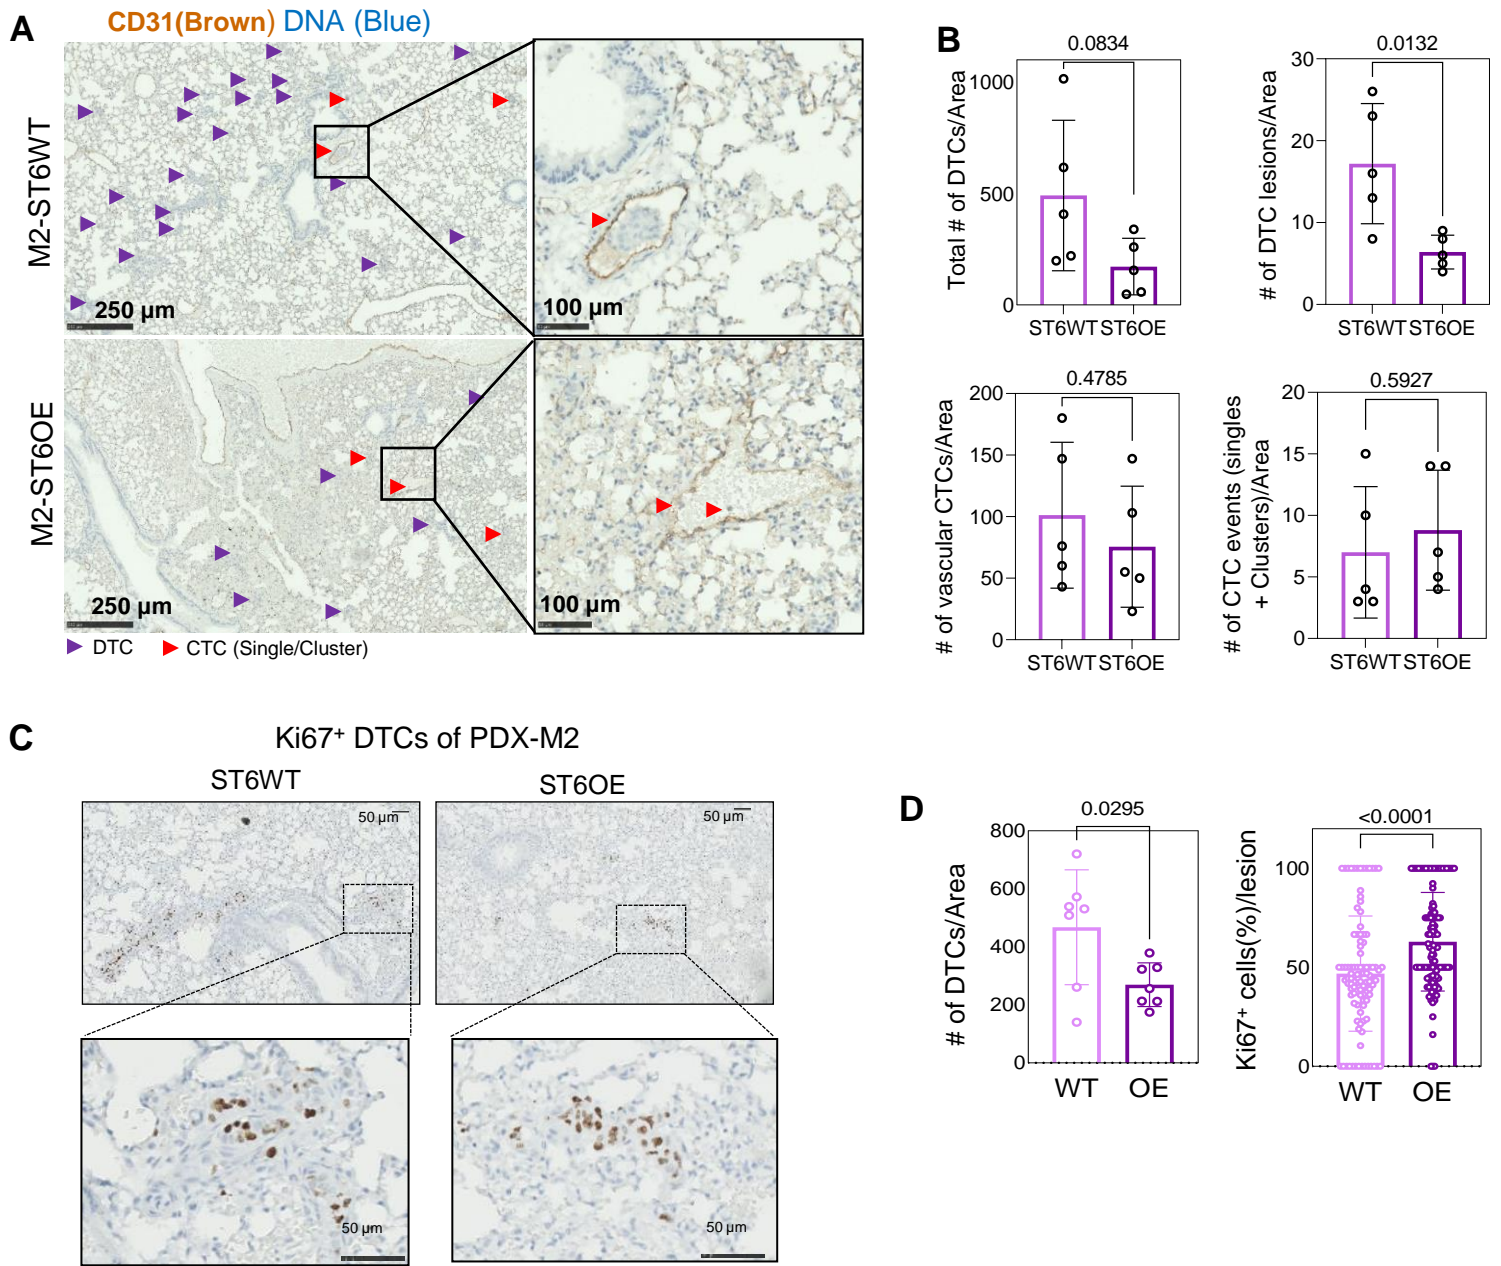 A
CD31(Brown) DNA (Blue)
M2-ST6WT
250 µm
100 µm
M2-ST6OE
250 µm
100 µm
DTC
CTC (Single/Cluster)
B
0.0834
Total # of DTCs/Area
1000
500
0
ST6WT
ST6OE
0.0132
# of DTC lesions/Area
30
20
10
0
ST6WT
ST6OE
0.4785
# of vascular CTCs/Area
200
150
100
50
0
ST6WT
ST6OE
0.5927
# of CTC events (singles
+ Clusters)/Area
20
15
10
5
0
ST6WT
ST6OE
C
Ki67⁺ DTCs of PDX-M2
ST6WT
ST6OE
50 µm
50 µm
50 µm
50 µm
D
0.0295
# of DTCs/Area
800
600
400
200
0
WT
OE
<0.0001
Ki67⁺ cells(%)/lesion
100
50
0
WT
OE